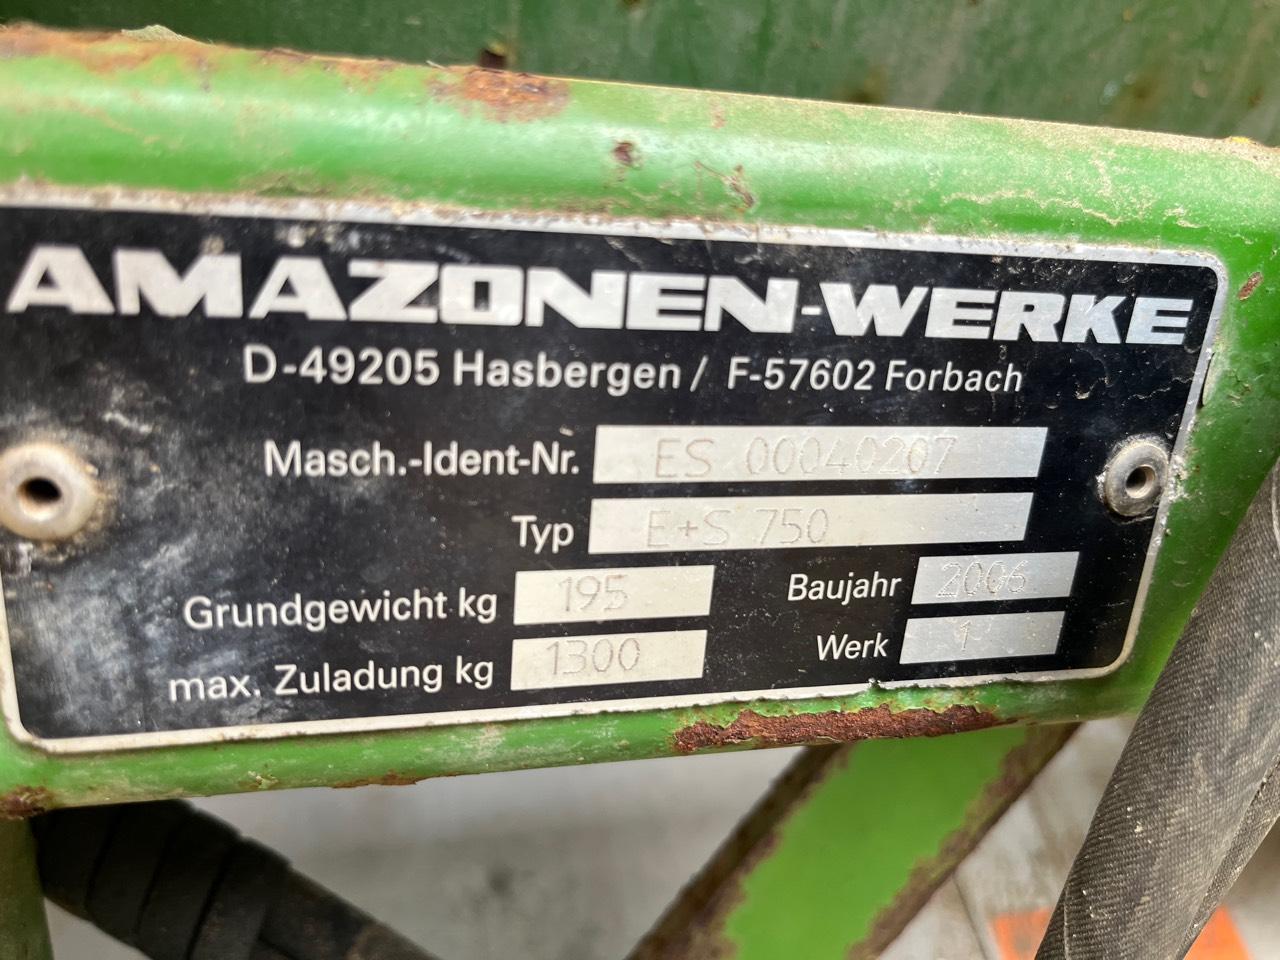 AMAZONEN-WERKE
D-49205 Hasbergen / F-57602 Forbach
Masch.-Ident-Nr. ES 00040207
Typ E+S 750
Grundgewicht kg 195 Baujahr 2006
max. Zuladung kg 1300 Werk 1